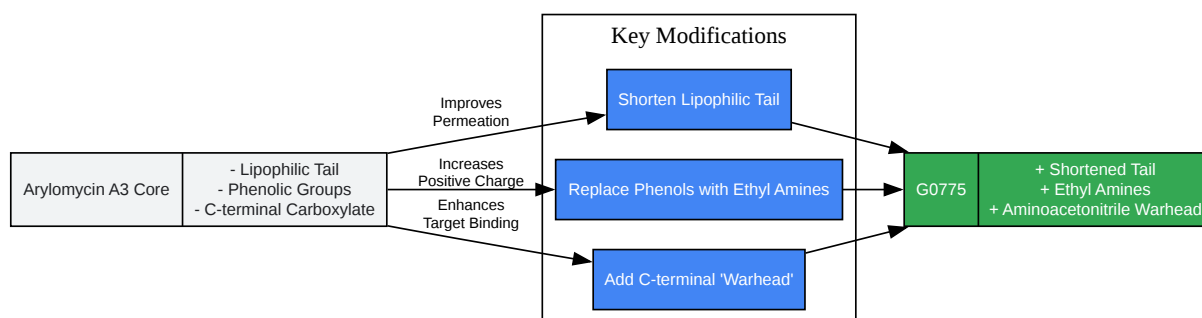 Key Modifications
Improves
Permeation
Shorten Lipophilic Tail
Arylomycin A3 Core
- Lipophilic Tail
- Phenolic Groups
- C-terminal Carboxylate
Increases
Positive Charge
Replace Phenols with Ethyl Amines
Enhances
Target Binding
Add C-terminal 'Warhead'
G0775
+ Shortened Tail
+ Ethyl Amines
+ Aminoacetonitrile Warhead